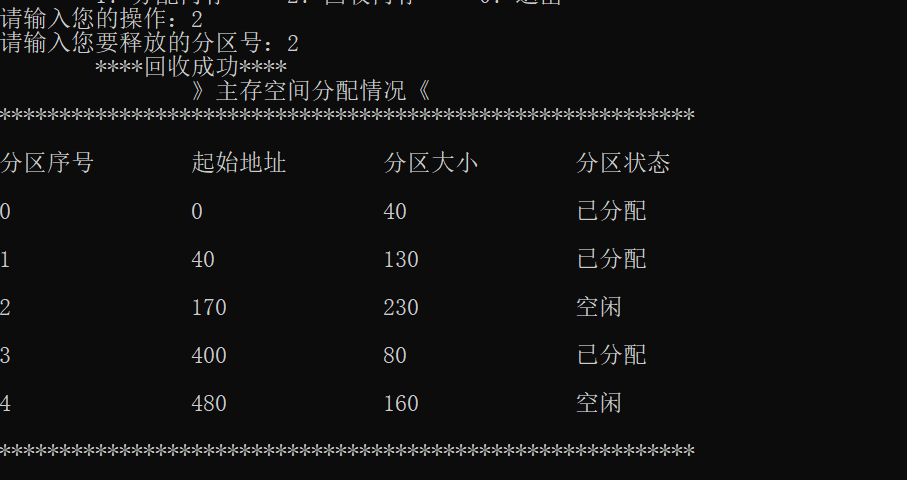 请输入您的操作：2
请输入您要释放的分区号：2
****回收成功****
》主存空间分配情况《
**********************************************************
分区序号 起始地址 分区大小 分区状态
0 0 40 已分配
1 40 130 已分配
2 170 230 空闲
3 400 80 已分配
4 480 160 空闲
**********************************************************